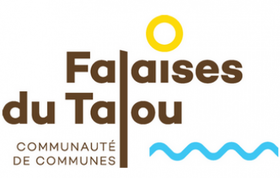 Falaises
du Talou
COMMUNAUTÉ
DE COMMUNES